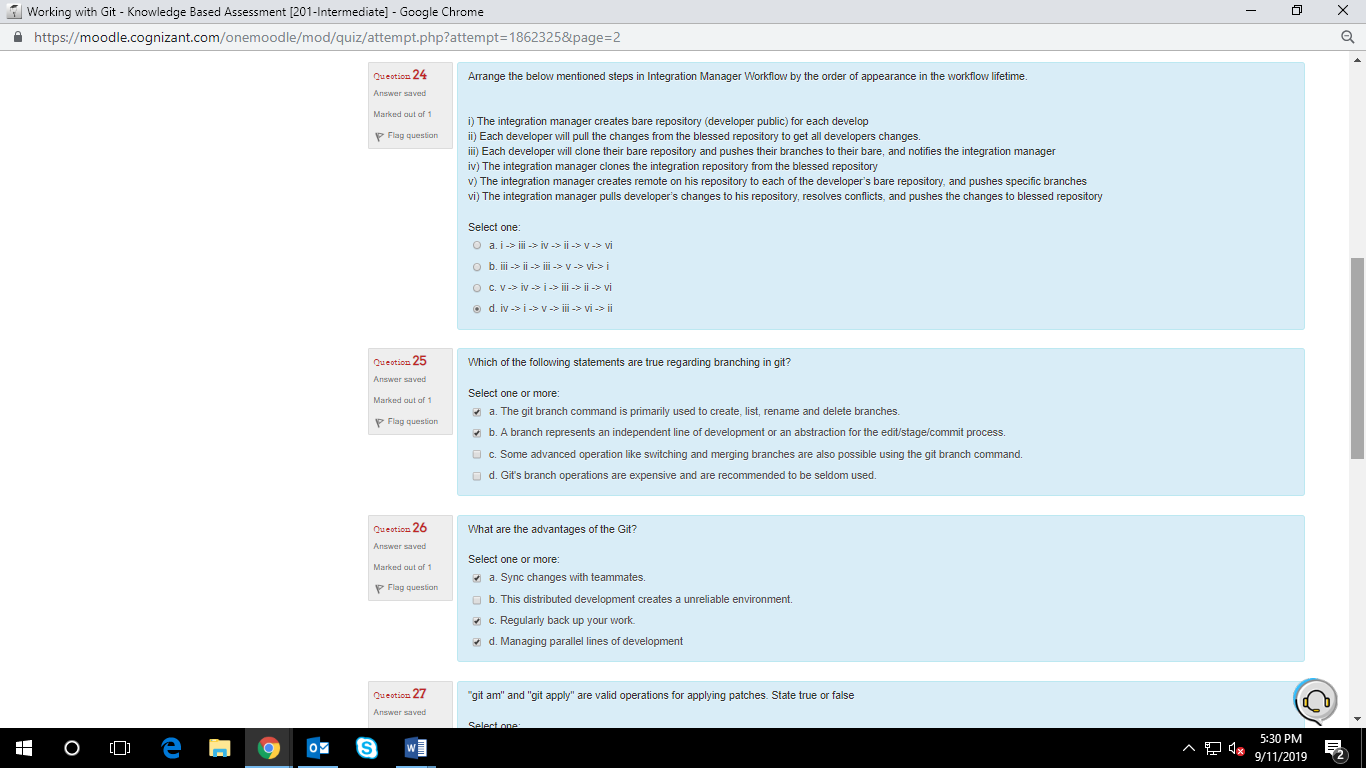 Working with Git - Knowledge Based Assessment [201-Intermediate] - Google Chrome
https://moodle.cognizant.com/onemoodle/mod/quiz/attempt.php?attempt=1862325&page=2
Question 24
Answer saved
Marked out of 1
Flag question
Arrange the below mentioned steps in Integration Manager Workflow by the order of appearance in the workflow lifetime.
i) The integration manager creates bare repository (developer public) for each develop
ii) Each developer will pull the changes from the blessed repository to get all developers changes.
iii) Each developer will clone their bare repository and pushes their branches to their bare, and notifies the integration manager
iv) The integration manager clones the integration repository from the blessed repository
v) The integration manager creates remote on his repository to each of the developer's bare repository, and pushes specific branches
vi) The integration manager pulls developer's changes to his repository, resolves conflicts, and pushes the changes to blessed repository
Select one:
a. i -> iii -> iv -> ii -> v -> vi
b. iii -> ii -> iii -> v -> vi-> i
c. v -> iv -> i -> iii -> ii -> vi
d. iv -> i -> v -> iii -> vi -> ii
Question 25
Answer saved
Marked out of 1
Flag question
Which of the following statements are true regarding branching in git?
Select one or more:
a. The git branch command is primarily used to create, list, rename and delete branches.
b. A branch represents an independent line of development or an abstraction for the edit/stage/commit process.
c. Some advanced operation like switching and merging branches are also possible using the git branch command.
d. Git's branch operations are expensive and are recommended to be seldom used.
Question 26
Answer saved
Marked out of 1
Flag question
What are the advantages of the Git?
Select one or more:
a. Sync changes with teammates.
b. This distributed development creates a unreliable environment.
c. Regularly back up your work.
d. Managing parallel lines of development
Question 27
Answer saved
"git am" and "git apply" are valid operations for applying patches. State true or false
Select one:
5:30 PM
9/11/2019
2